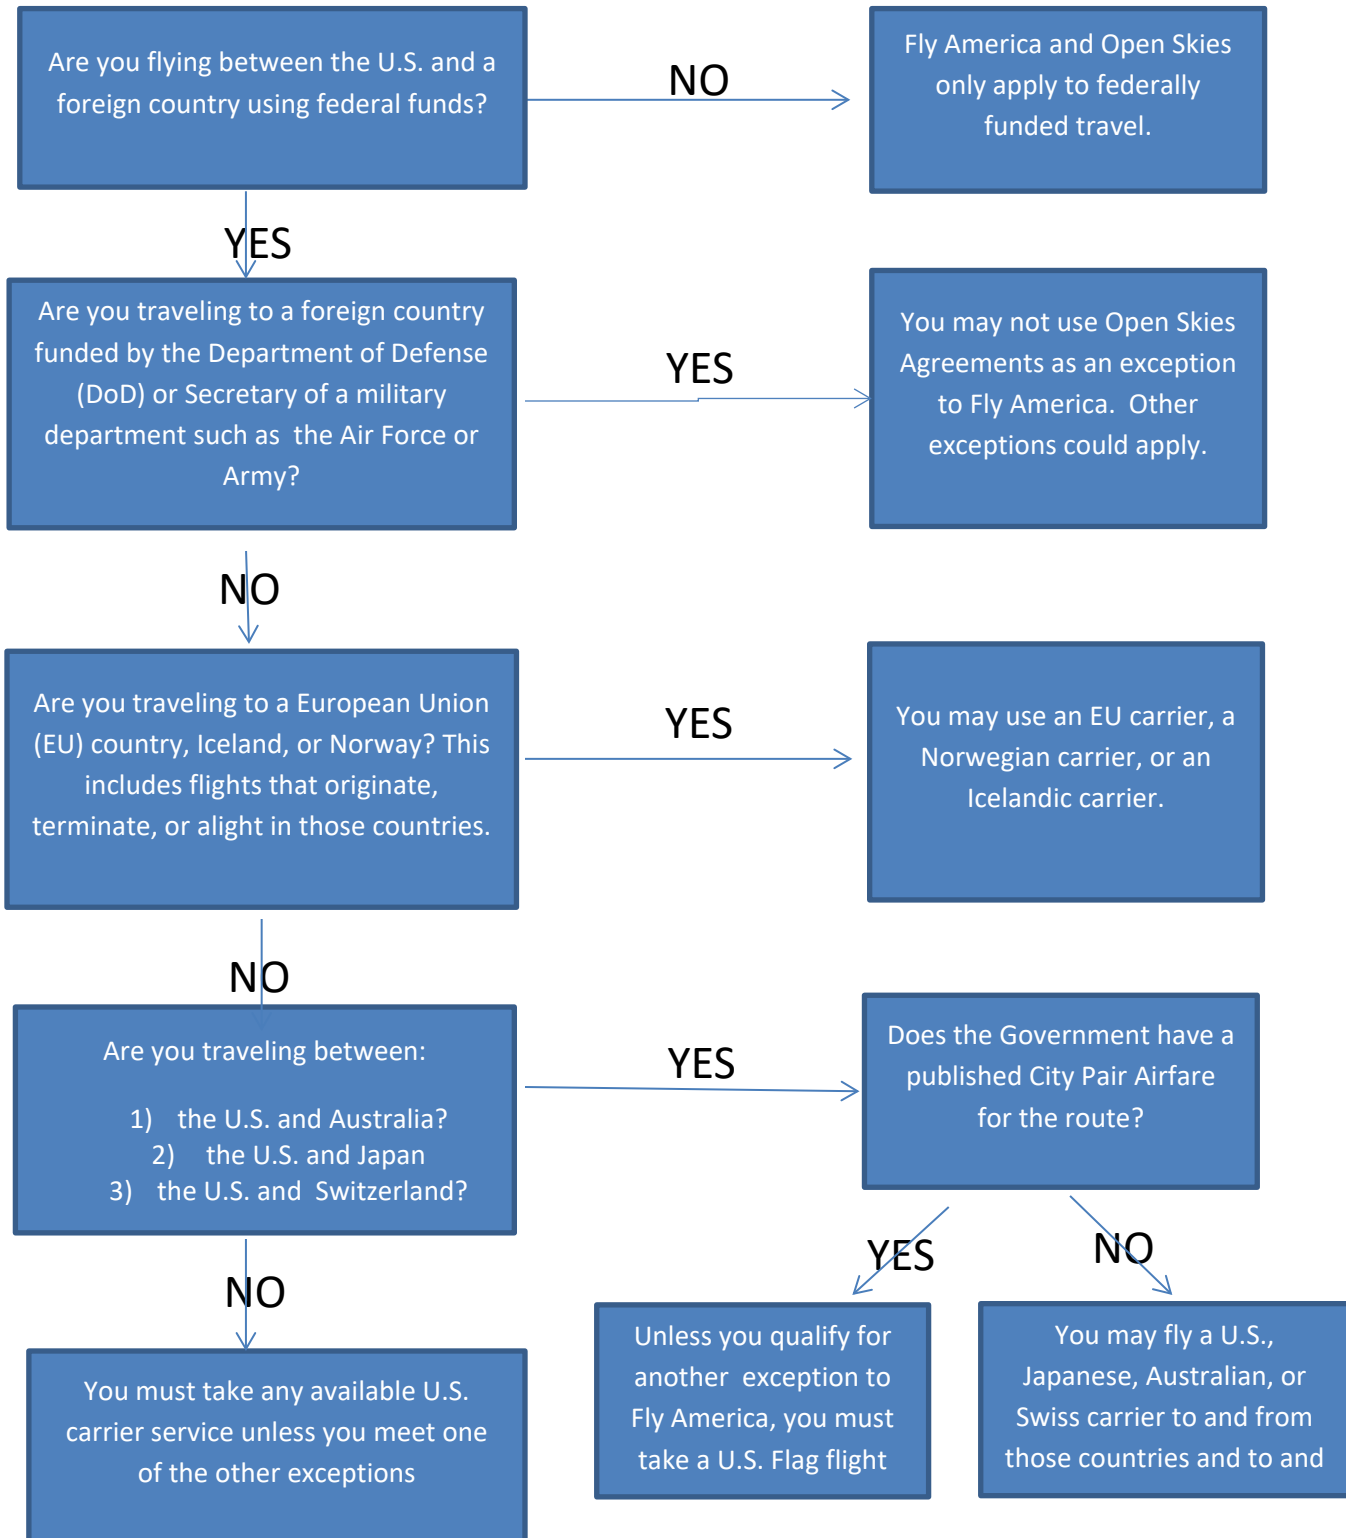 Are you flying between the U.S. and a
foreign country using federal funds?
NO
Fly America and Open Skies
only apply to federally
funded travel.
YES
Are you traveling to a foreign country
funded by the Department of Defense
(DoD) or Secretary of a military
department such as the Air Force or
Army?
YES
You may not use Open Skies
Agreements as an exception
to Fly America. Other
exceptions could apply.
NO
Are you traveling to a European Union
(EU) country, Iceland, or Norway? This
includes flights that originate,
terminate, or alight in those countries.
YES
You may use an EU carrier, a
Norwegian carrier, or an
Icelandic carrier.
NO
Are you traveling between:
1) the U.S. and Australia?
2) the U.S. and Japan
3) the U.S. and Switzerland?
YES
Does the Government have a
published City Pair Airfare
for the route?
NO
You must take any available U.S.
carrier service unless you meet one
of the other exceptions
YES
Unless you qualify for
another exception to
Fly America, you must
take a U.S. Flag flight
NO
You may fly a U.S.,
Japanese, Australian, or
Swiss carrier to and from
those countries and to and